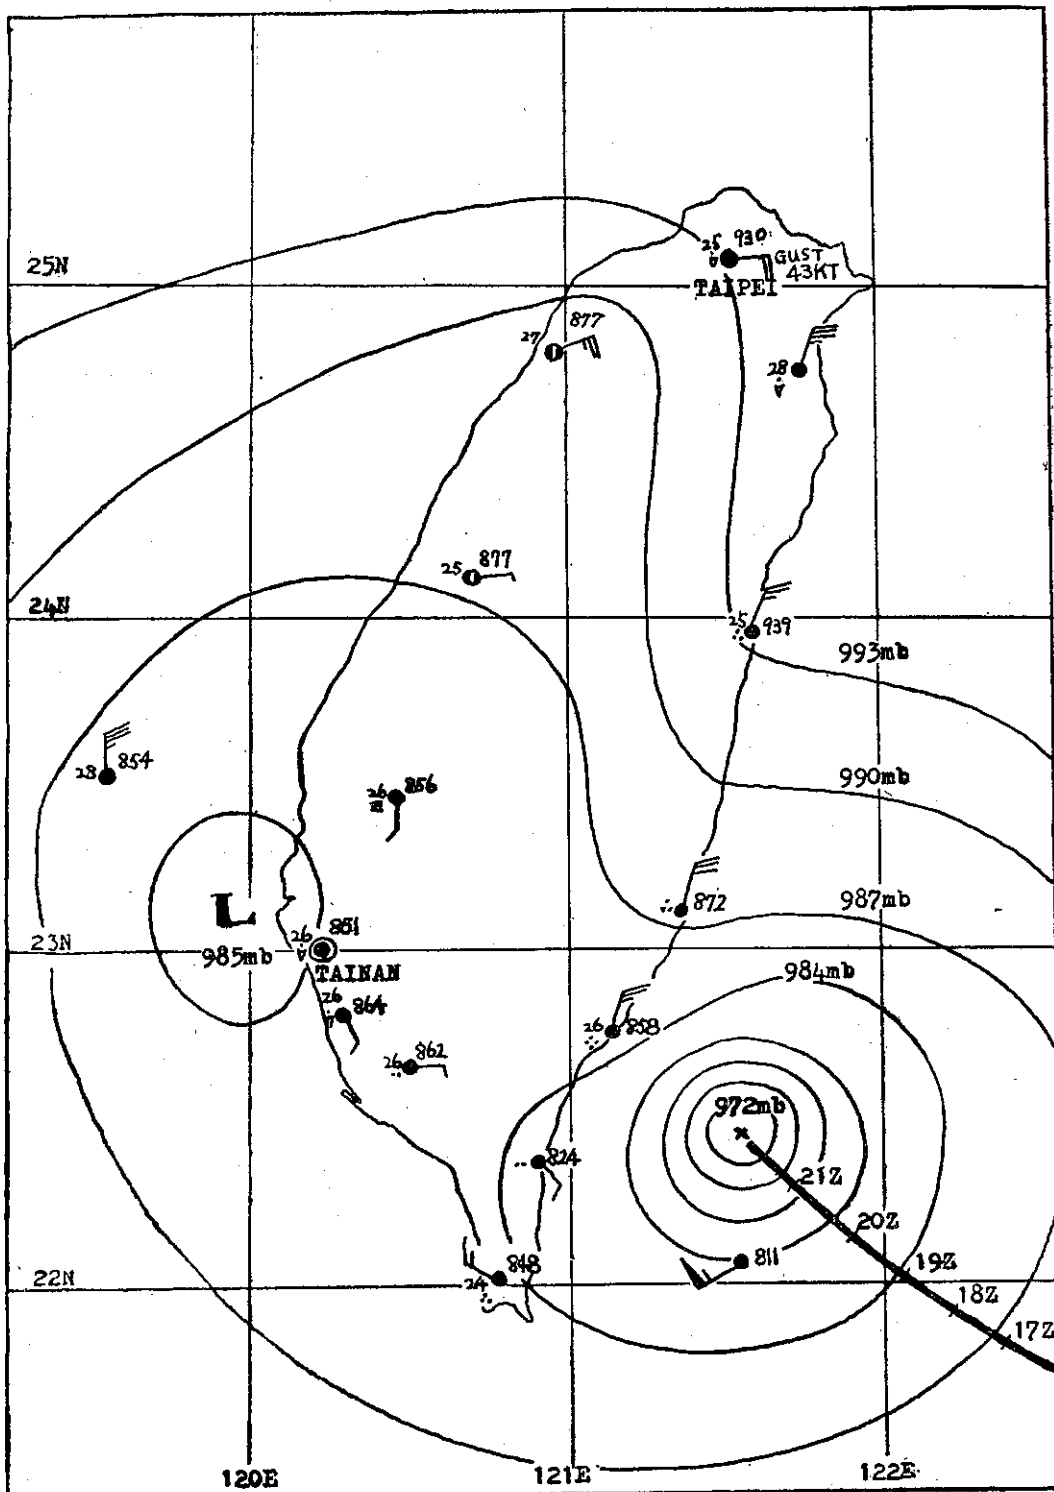 25 930
GUST
43KT
25N
TAIPEI
877
27
28
25 877
24N
25 939
993mb
28 854
26 856
990mb
872
987mb
L
26 851
23N
985mb
TAINAN
984mb
26 864
26 858
26 862
972mb
824
21Z
20Z
811
19Z
22N
848
24
18Z
17Z
120E
121E
122E